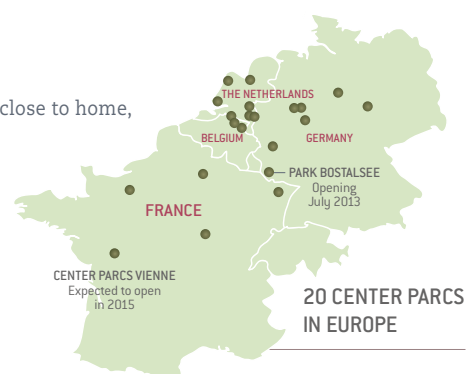 close to home,
THE NETHERLANDS
BELGIUM
GERMANY
PARK BOSTALSEE
Opening
July 2013
FRANCE
CENTER PARCS VIENNE
Expected to open
in 2015
20 CENTER PARCS
IN EUROPE